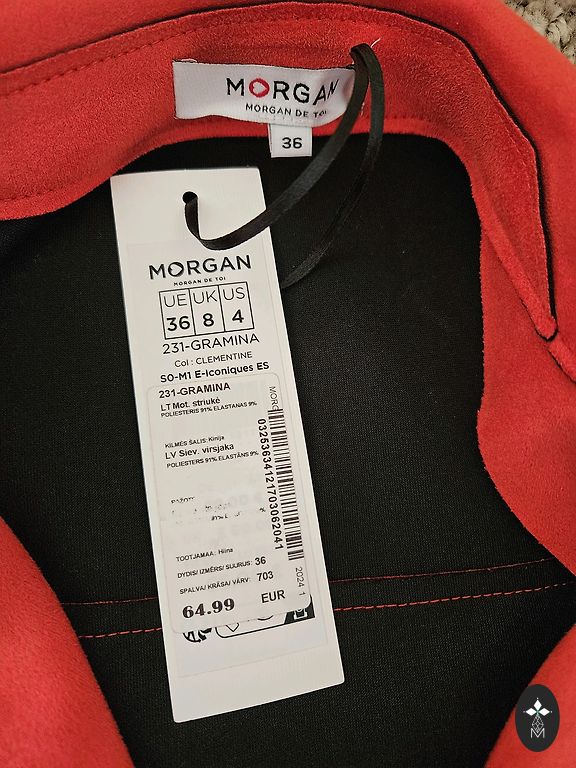 MORGAN
MORGAN DE TOI
36
MORGAN
MORGAN DE TOI
UE UK US
36 8 4
231-GRAMINA
Col : CLEMENTINE
S0-M1 E-Iconiques ES
231-GRAMINA
LT Mot. striukė
POLIESTERIS 91% ELASTANAS 9%
KILMĖS ŠALIS: Kinija
LV Siev. virsjaka
POLIESTERS 91% ELASTĀNS 9%
TOOTJAMAA: Hiina
DYDIS/ IZMĒRS/ SUURUS: 36
SPALVA/ KRĀSA/ VÄRV: 703
64.99 EUR
03253634121703062041
2024 1
M